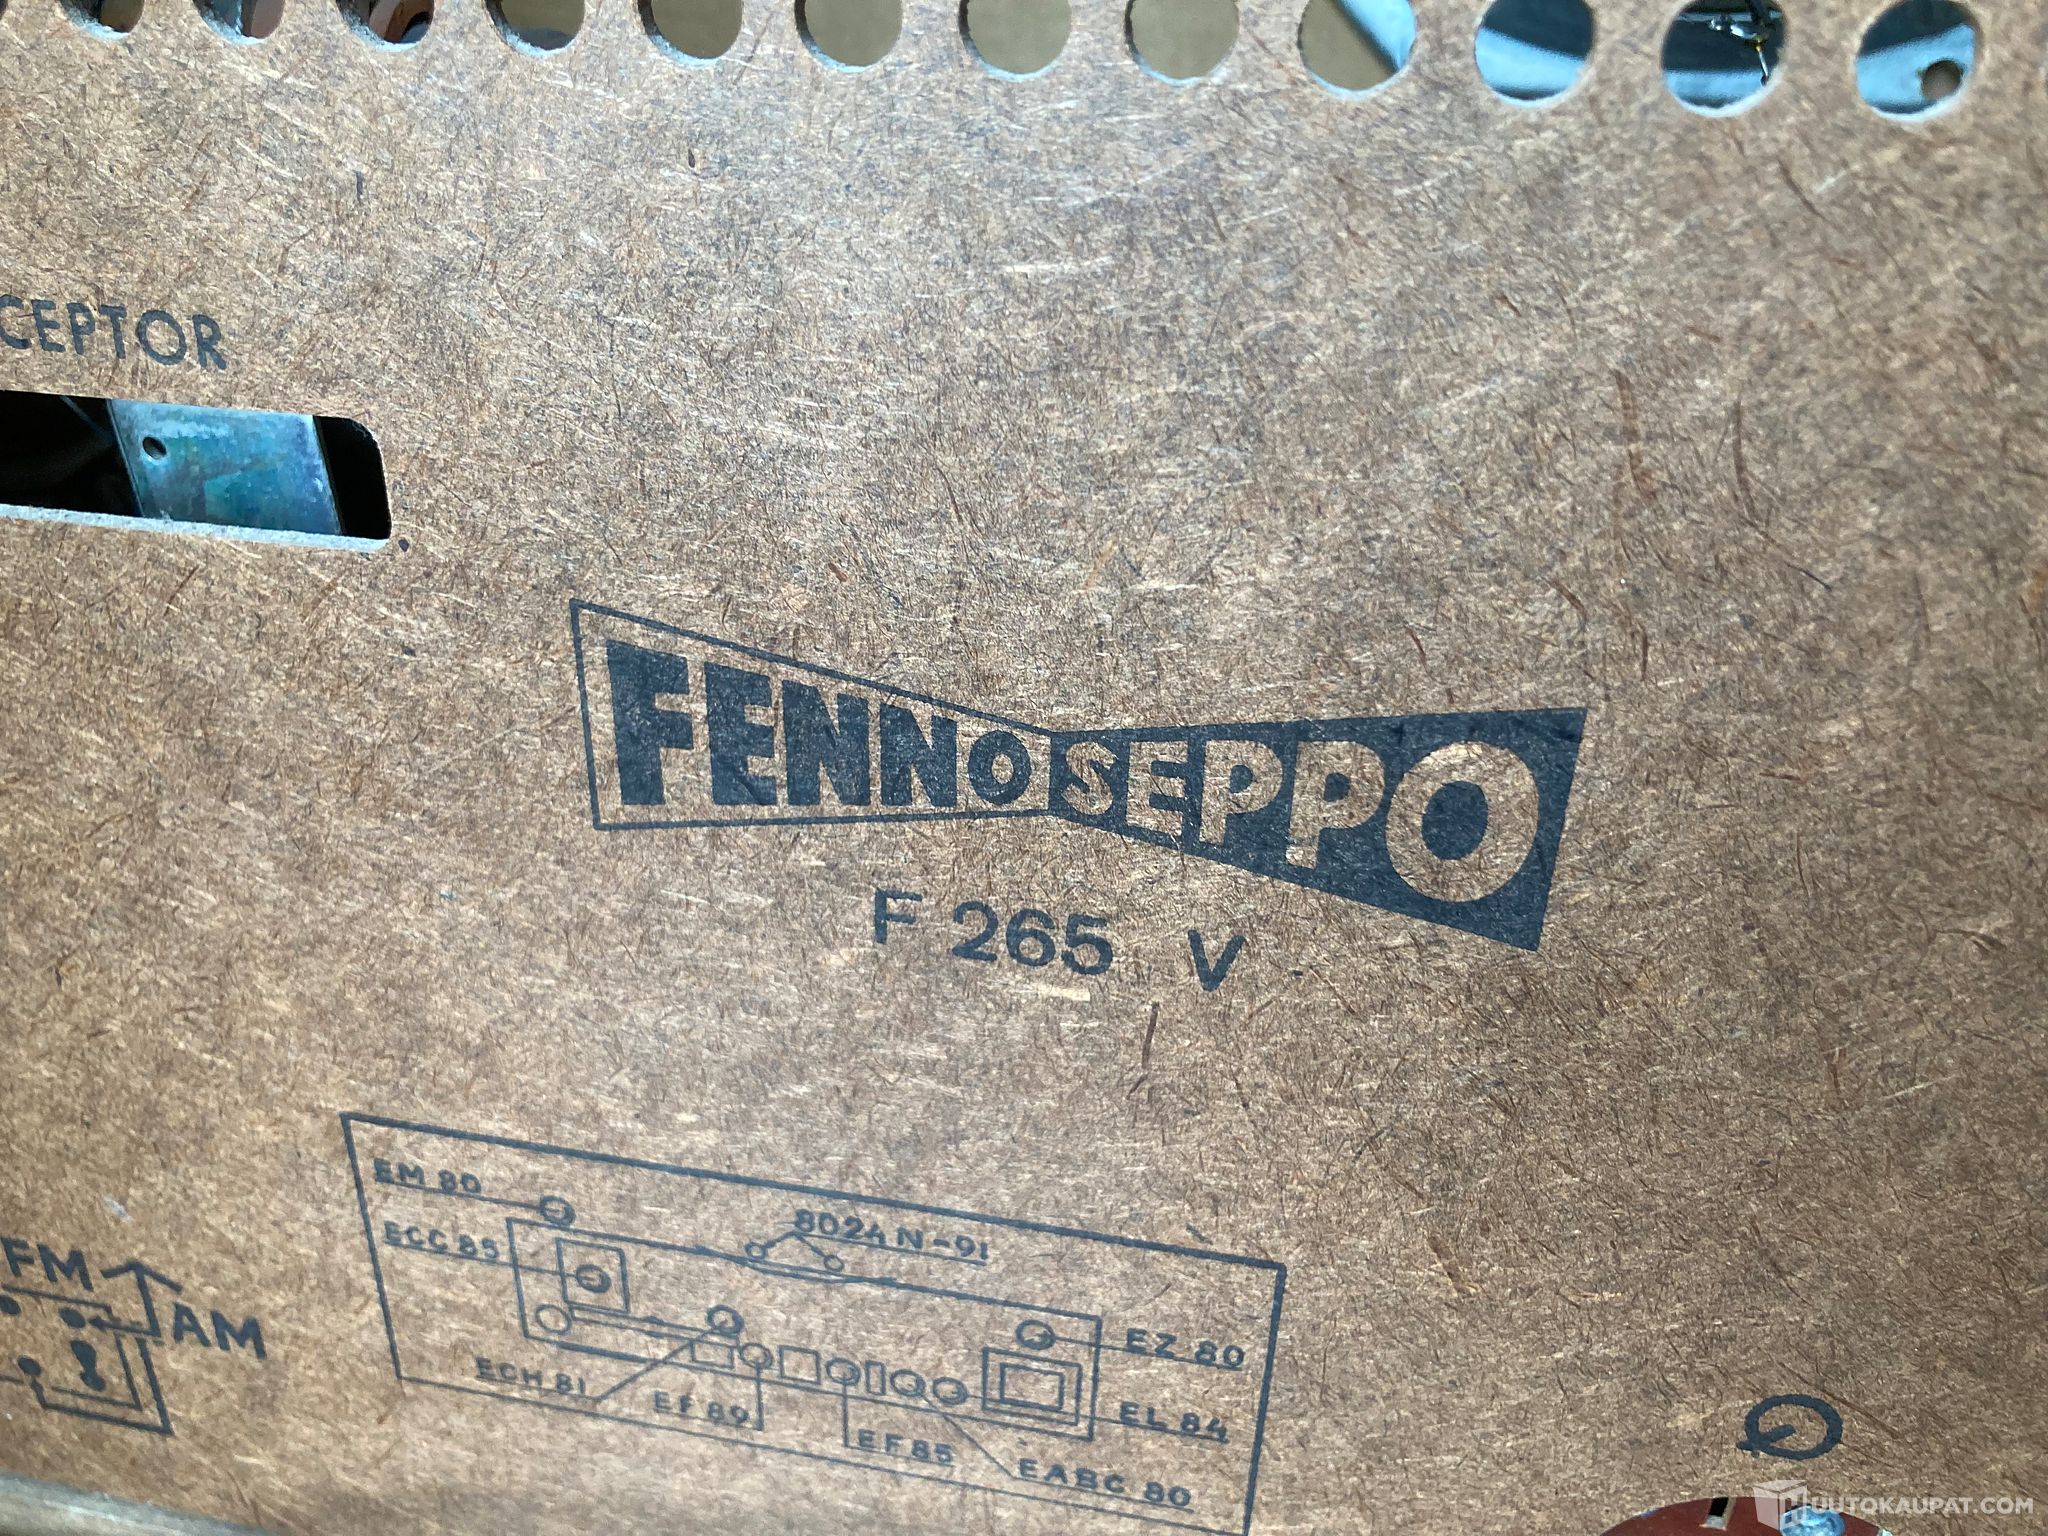 CEPTOR
FENNO SEPPO
F 265 V
EM 80
8024 N-91
ECC 85
FM
AM
EZ 80
ECH 81
EF 89
EL 84
EF 85
EABC 80
HUUTOKAUPAT.COM